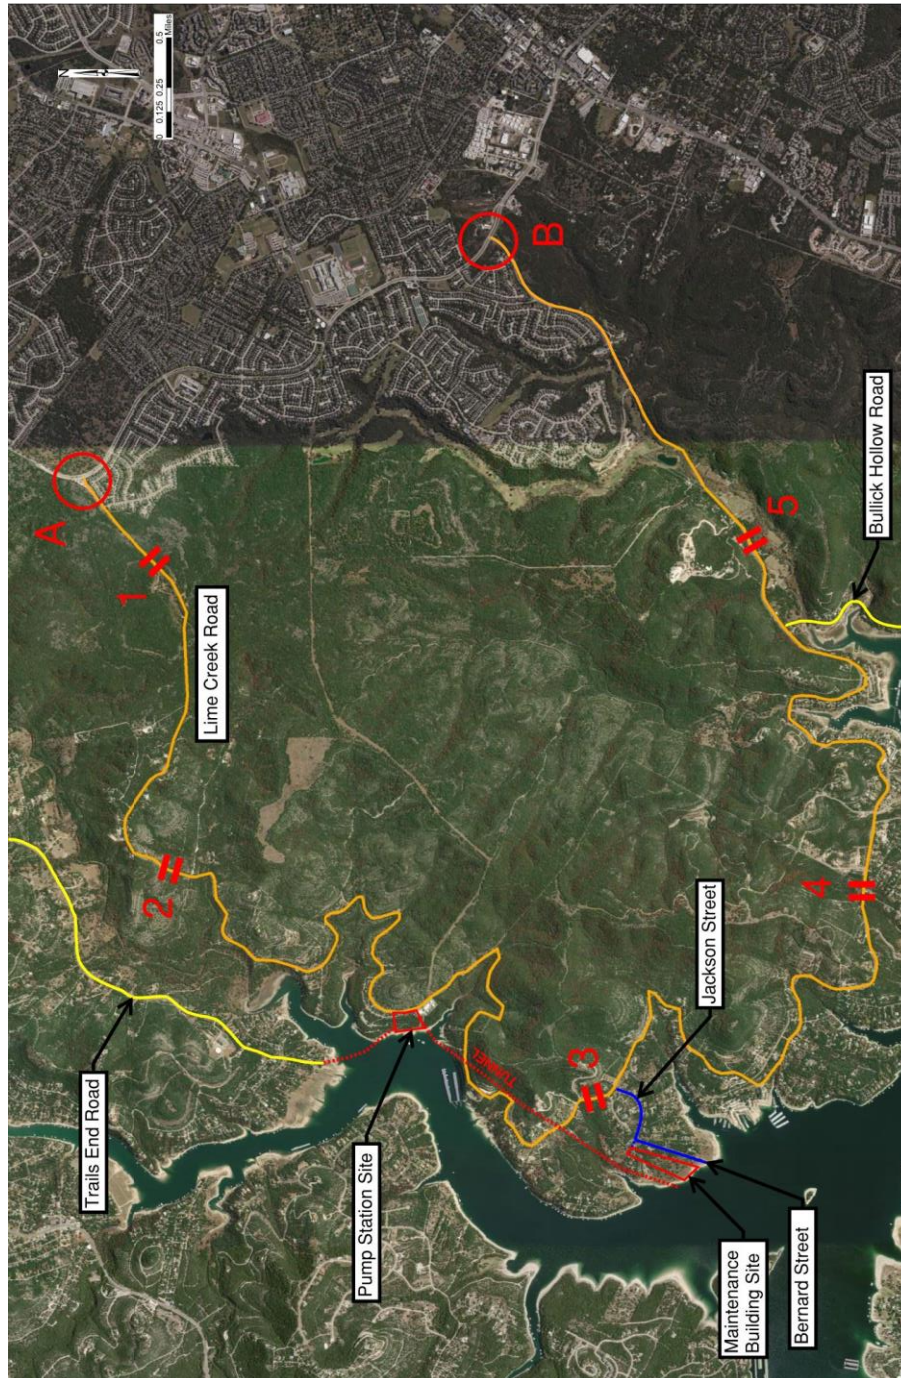 N
0 0.125 0.25 0.5
Miles
A
B
1
Lime Creek Road
2
Trails End Road
5
Bullick Hollow Road
4
Jackson Street
TUNNEL
3
Pump Station Site
Maintenance
Building Site
Bernard Street